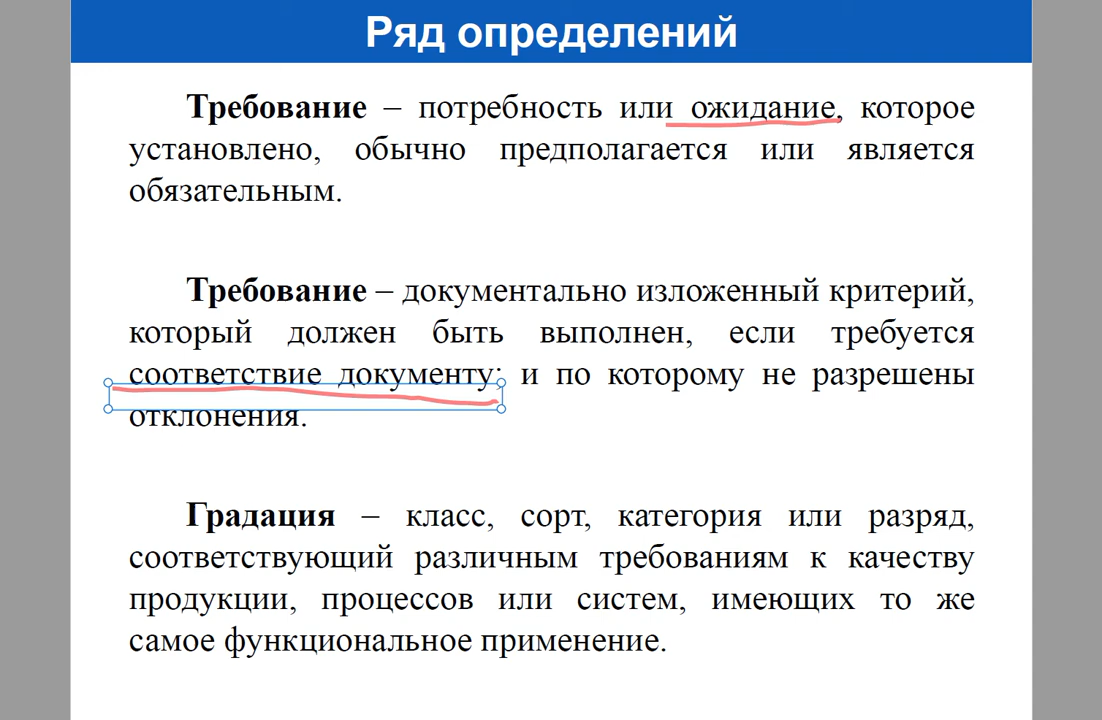 Ряд определений
Требование – потребность или ожидание, которое
установлено, обычно предполагается или является
обязательным.
Требование – документально изложенный критерий,
который должен быть выполнен, если требуется
соответствие документу; и по которому не разрешены
отклонения.
Градация – класс, сорт, категория или разряд,
соответствующий различным требованиям к качеству
продукции, процессов или систем, имеющих то же
самое функциональное применение.